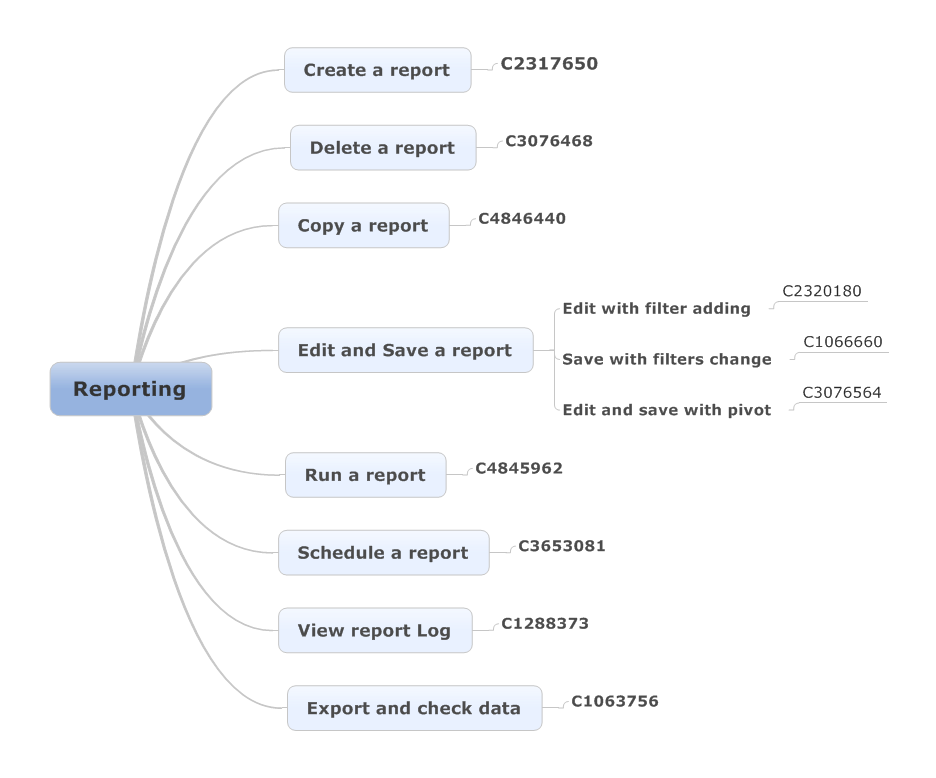 Reporting
Create a report
C2317650
Delete a report
C3076468
Copy a report
C4846440
Edit and Save a report
Edit with filter adding
C2320180
Save with filters change
C1066660
Edit and save with pivot
C3076564
Run a report
C4845962
Schedule a report
C3653081
View report Log
C1288373
Export and check data
C1063756